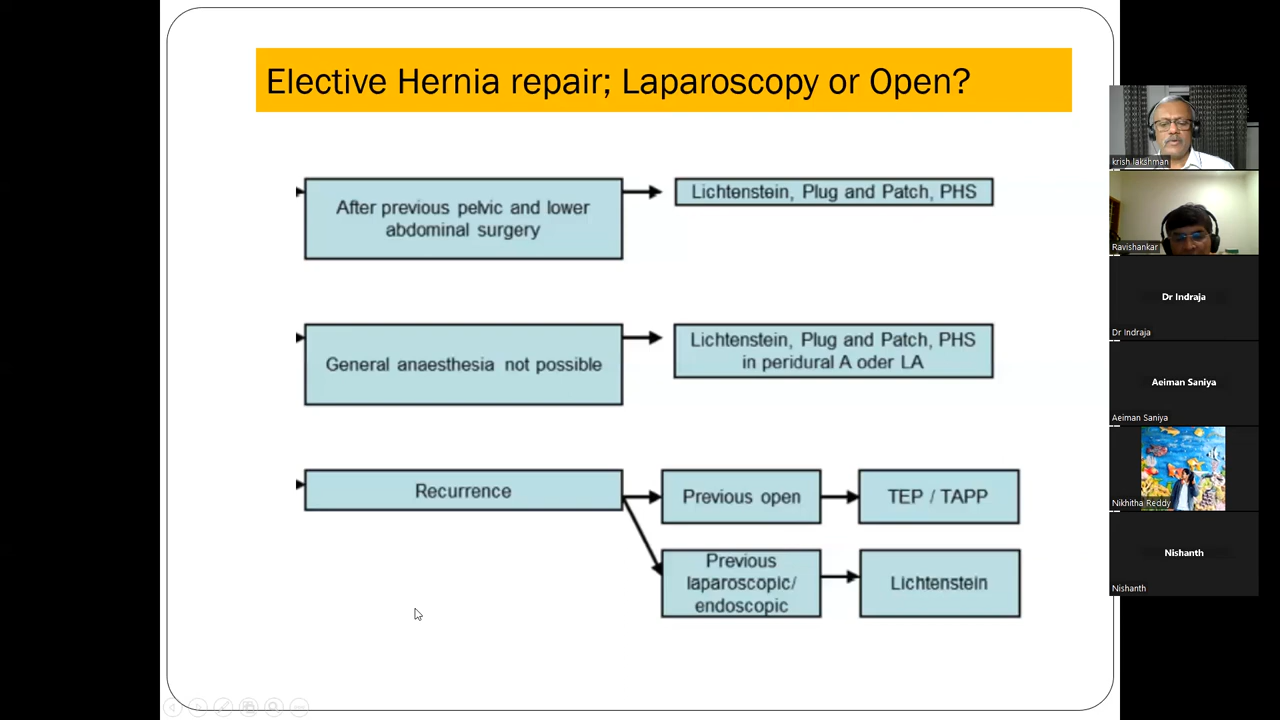 Elective Hernia repair; Laparoscopy or Open?
After previous pelvic and lower
abdominal surgery
Lichtenstein, Plug and Patch, PHS
General anaesthesia not possible
Lichtenstein, Plug and Patch, PHS
in peridural A oder LA
Recurrence
Previous open
TEP / TAPP
Previous
laparoscopic/
endoscopic
Lichtenstein
krish lakshman
Ravishankar
Dr Indraja
Dr Indraja
Aeiman Saniya
Aeiman Saniya
Nikhitha Reddy
Nishanth
Nishanth